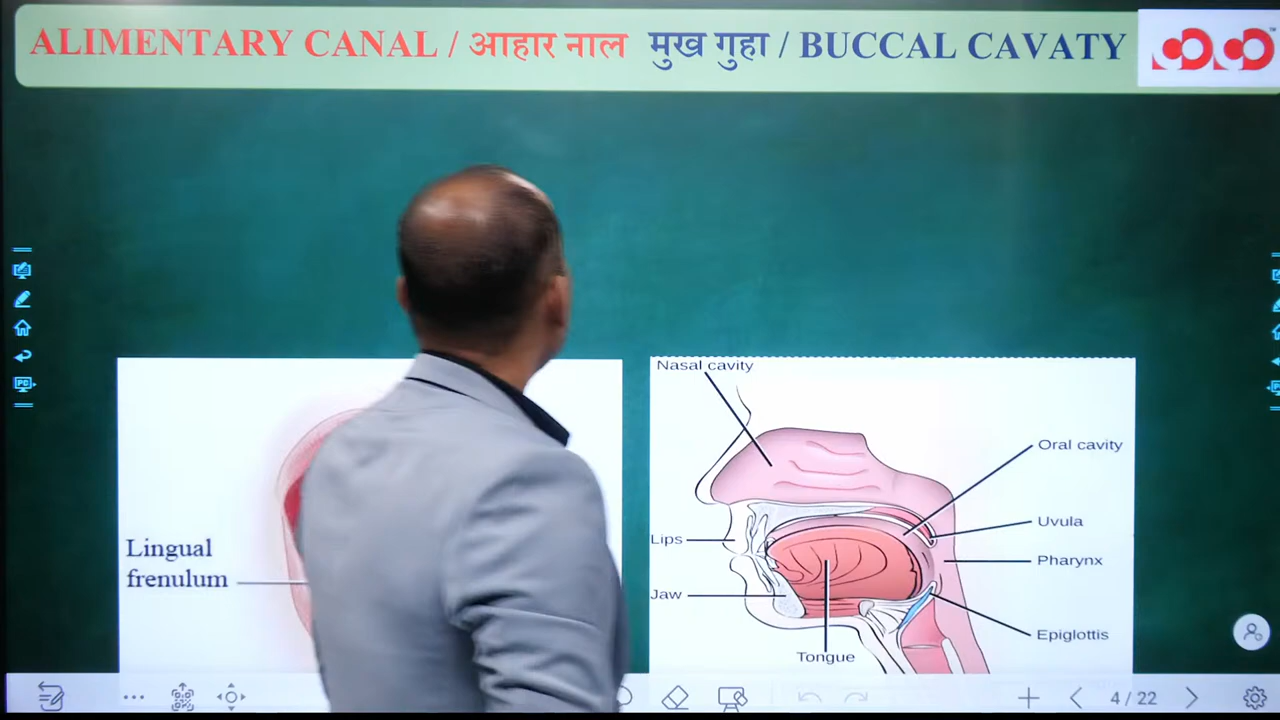 ALIMENTARY CANAL / आहार नाल मुख गुहा / BUCCAL CAVATY
Nasal cavity
Oral cavity
Uvula
Lips
Lingual
frenulum
Pharynx
Jaw
Epiglottis
Tongue
4 / 22